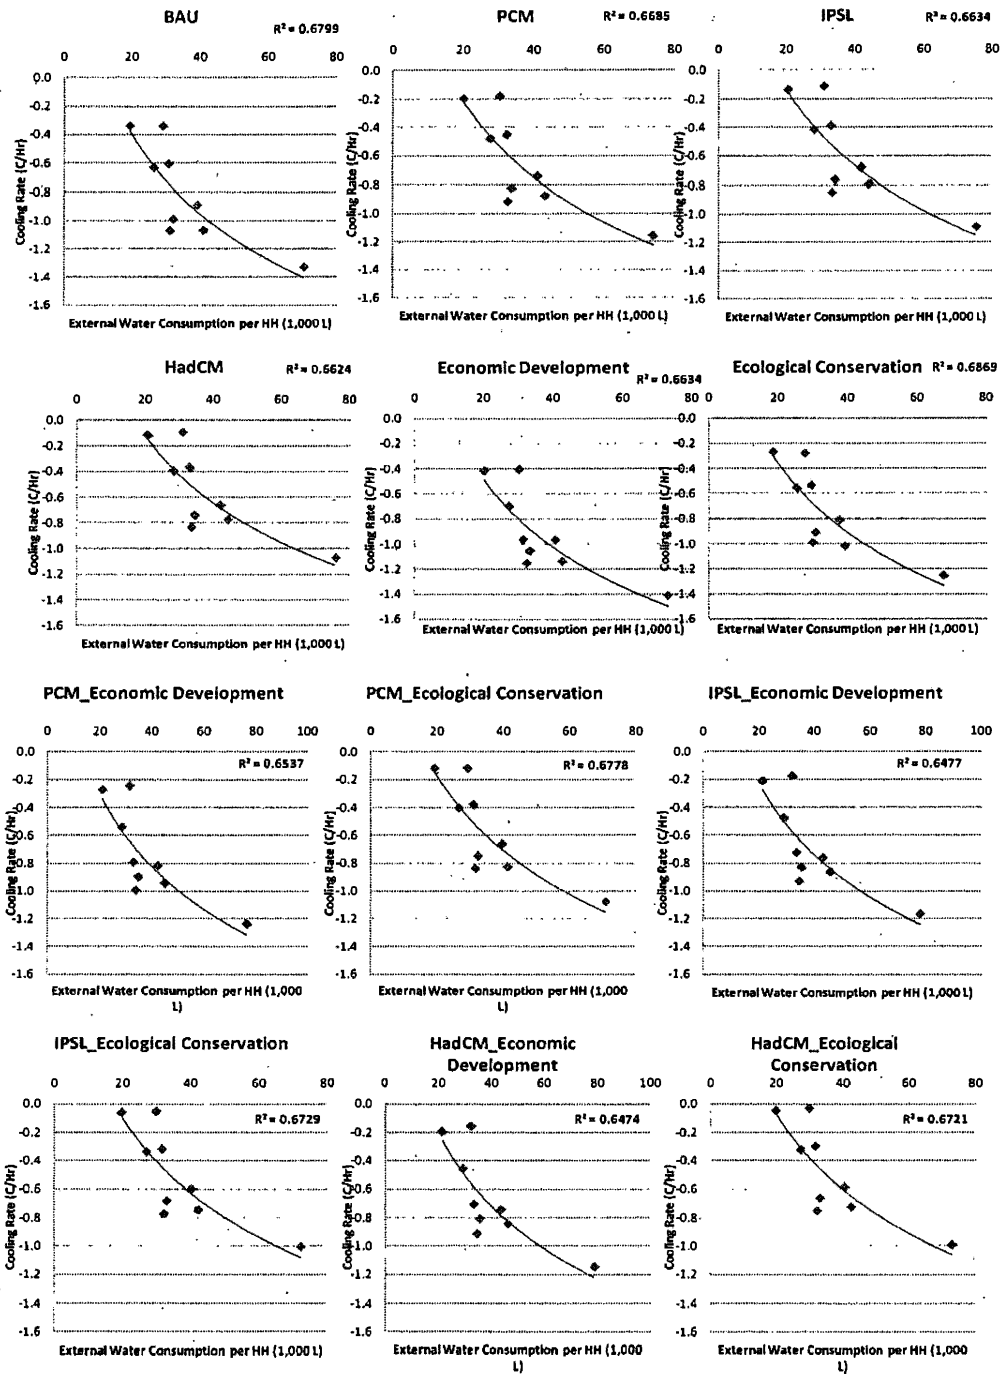 BAU
R² = 0.6799
0 20 40 60 80
0.0
-0.2
-0.4
-0.6
-0.8
-1.0
-1.2
-1.4
-1.6
Cooling Rate (C/Hr)
External Water Consumption per HH (1,000 L)
PCM
R² = 0.6685
0 20 40 60 80
0.0
-0.2
-0.4
-0.6
-0.8
-1.0
-1.2
-1.4
-1.6
Cooling Rate (C/Hr)
External Water Consumption per HH (1,000 L)
IPSL
R² = 0.6634
0 20 40 60 80
0.0
-0.2
-0.4
-0.6
-0.8
-1.0
-1.2
-1.4
-1.6
Cooling Rate (C/Hr)
External Water Consumption per HH (1,000 L)
HadCM
R² = 0.6624
0 20 40 60 80
0.0
-0.2
-0.4
-0.6
-0.8
-1.0
-1.2
-1.4
-1.6
Cooling Rate (C/Hr)
External Water Consumption per HH (1,000 L)
Economic Development
R² = 0.6634
0 20 40 60 80
0.0
-0.2
-0.4
-0.6
-0.8
-1.0
-1.2
-1.4
-1.6
Cooling Rate (C/Hr)
External Water Consumption per HH (1,000 L)
Ecological Conservation
R² = 0.6869
0 20 40 60 80
0.0
-0.2
-0.4
-0.6
-0.8
-1.0
-1.2
-1.4
-1.6
Cooling Rate (C/Hr)
External Water Consumption per HH (1,000 L)
PCM_Economic Development
0 20 40 60 80 100
R² = 0.6537
0.0
-0.2
-0.4
-0.6
-0.8
-1.0
-1.2
-1.4
-1.6
Cooling Rate (C/Hr)
External Water Consumption per HH (1,000
L)
PCM_Ecological Conservation
0 20 40 60 80
R² = 0.6778
0.0
-0.2
-0.4
-0.6
-0.8
-1.0
-1.2
-1.4
-1.6
Cooling Rate (C/Hr)
External Water Consumption per HH (1,000
L)
IPSL_Economic Development
0 20 40 60 80 100
R² = 0.6477
0.0
-0.2
-0.4
-0.6
-0.8
-1.0
-1.2
-1.4
-1.6
Cooling Rate (C/Hr)
External Water Consumption per HH (1,000 L)
IPSL_Ecological Conservation
0 20 40 60 80
R² = 0.6729
0.0
-0.2
-0.4
-0.6
-0.8
-1.0
-1.2
-1.4
-1.6
Cooling Rate (C/Hr)
External Water Consumption per HH (1,000 L)
HadCM_Economic
Development
0 20 40 60 80 100
R² = 0.6474
0.0
-0.2
-0.4
-0.6
-0.8
-1.0
-1.2
-1.4
-1.6
Cooling Rate (C/Hr)
External Water Consumption per HH (1,000
L)
HadCM_Ecological
Conservation
0 20 40 60 80
R² = 0.6721
0.0
-0.2
-0.4
-0.6
-0.8
-1.0
-1.2
-1.4
-1.6
Cooling Rate (C/Hr)
External Water Consumption per HH (1,000
L)